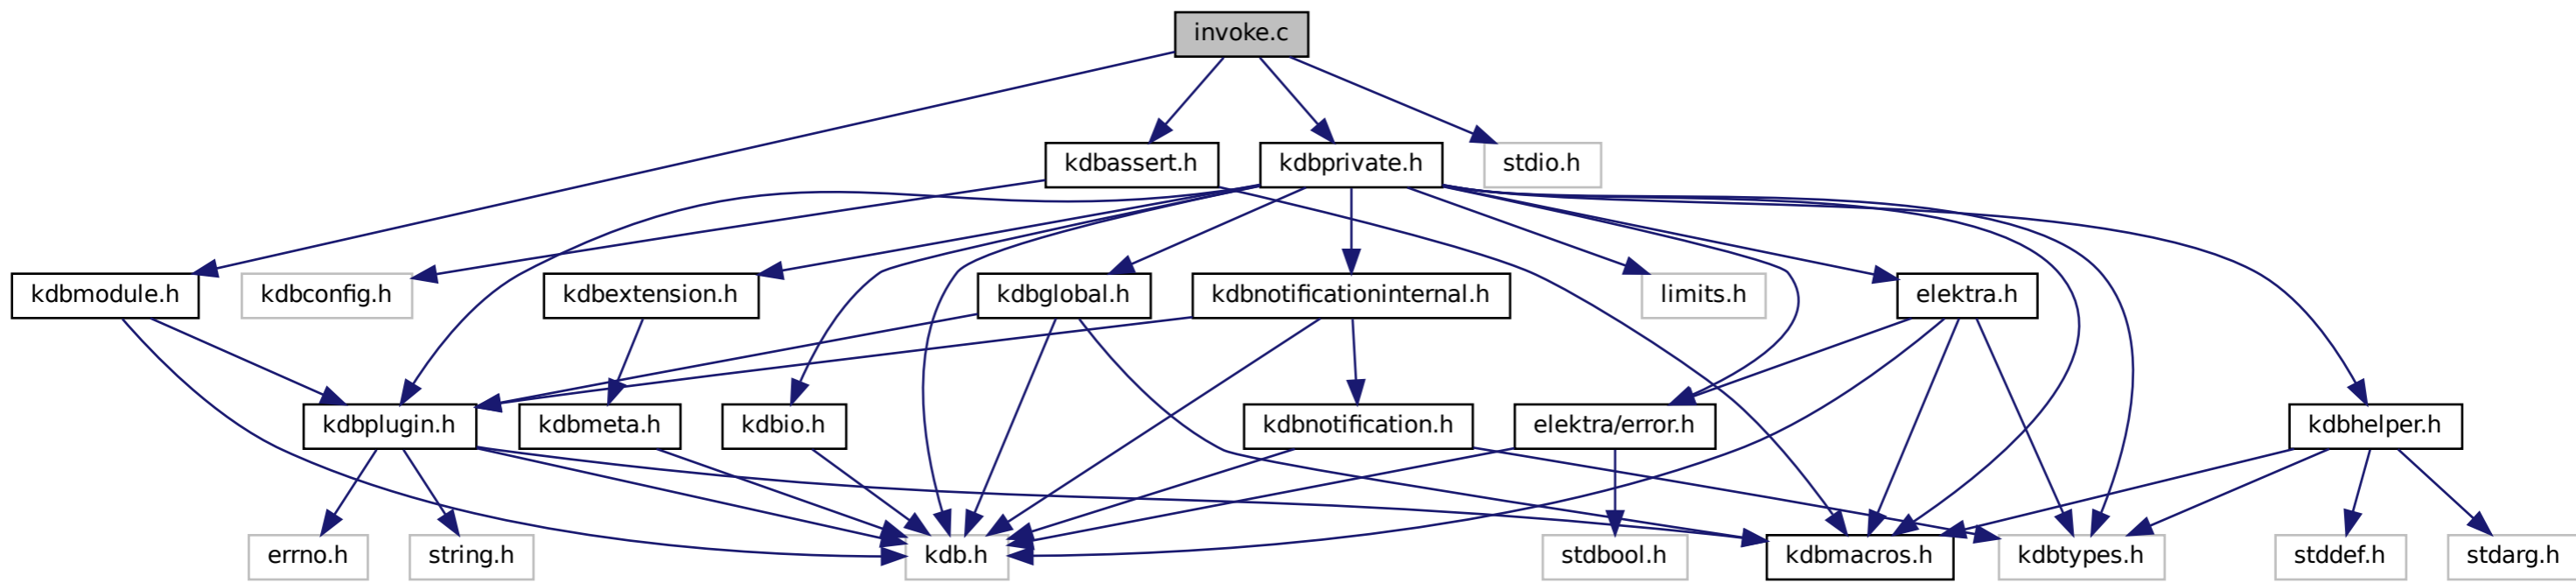 invoke.c
kdbassert.h
kdbprivate.h
stdio.h
kdbmodule.h
kdbconfig.h
kdbextension.h
kdbglobal.h
kdbnotificationinternal.h
limits.h
elektra.h
kdbplugin.h
kdbmeta.h
kdbio.h
kdbnotification.h
elektra/error.h
kdbhelper.h
errno.h
string.h
kdb.h
stdbool.h
kdbmacros.h
kdbtypes.h
stddef.h
stdarg.h